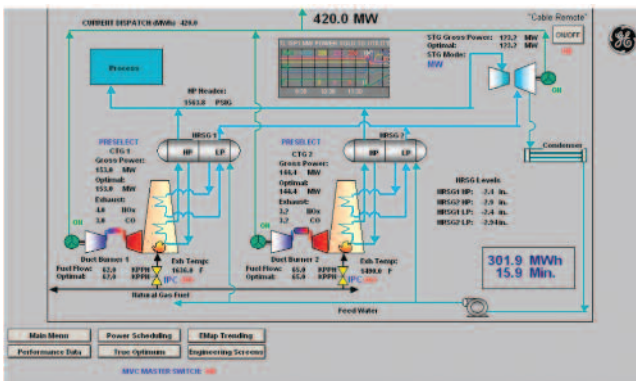 CURRENT DISPATCH (MWh) 420.0
420.0 MW
"Cable Remote"
STG Gross Power: 173.2 MW
Optimal: 173.2 MW
STG Mode:
MW
ON/OFF
Process
HP Header:
1503.0 PSIG
ON
PRESELECT
CTG 1
Gross Power:
153.0 MW
Optimal:
153.0 MW
Exhaust:
4.0 NOx
3.0 CO
HRSG 1
HP
LP
PRESELECT
CTG 2
Gross Power:
144.4 MW
Optimal:
144.4 MW
Exhaust:
3.2 NOx
3.2 CO
HRSG 2
HP
LP
Condenser
HRSG Levels
HRSG1 HP: -2.4 in.
HRSG2 HP: -2.9 in.
HRSG1 LP: -2.4 in.
HRSG2 LP: -2.94in.
ON
ON
Duct Burner 1
Fuel Flow: 62.0 KPPH
Optimal: 62.0 KPPH
Exh Temp:
1636.0 F
IPC
Duct Burner 2
Fuel Flow: 65.0 KPPH
Optimal: 65.0 KPPH
Exh Temp:
1490.0 F
IPC
301.9 MWh
15.9 Min.
Natural Gas Fuel
Feed Water
Main Menu
Power Scheduling
EMap Trending
Performance Data
True Optimum
Engineering Screens
MVC MASTER SWITCH: